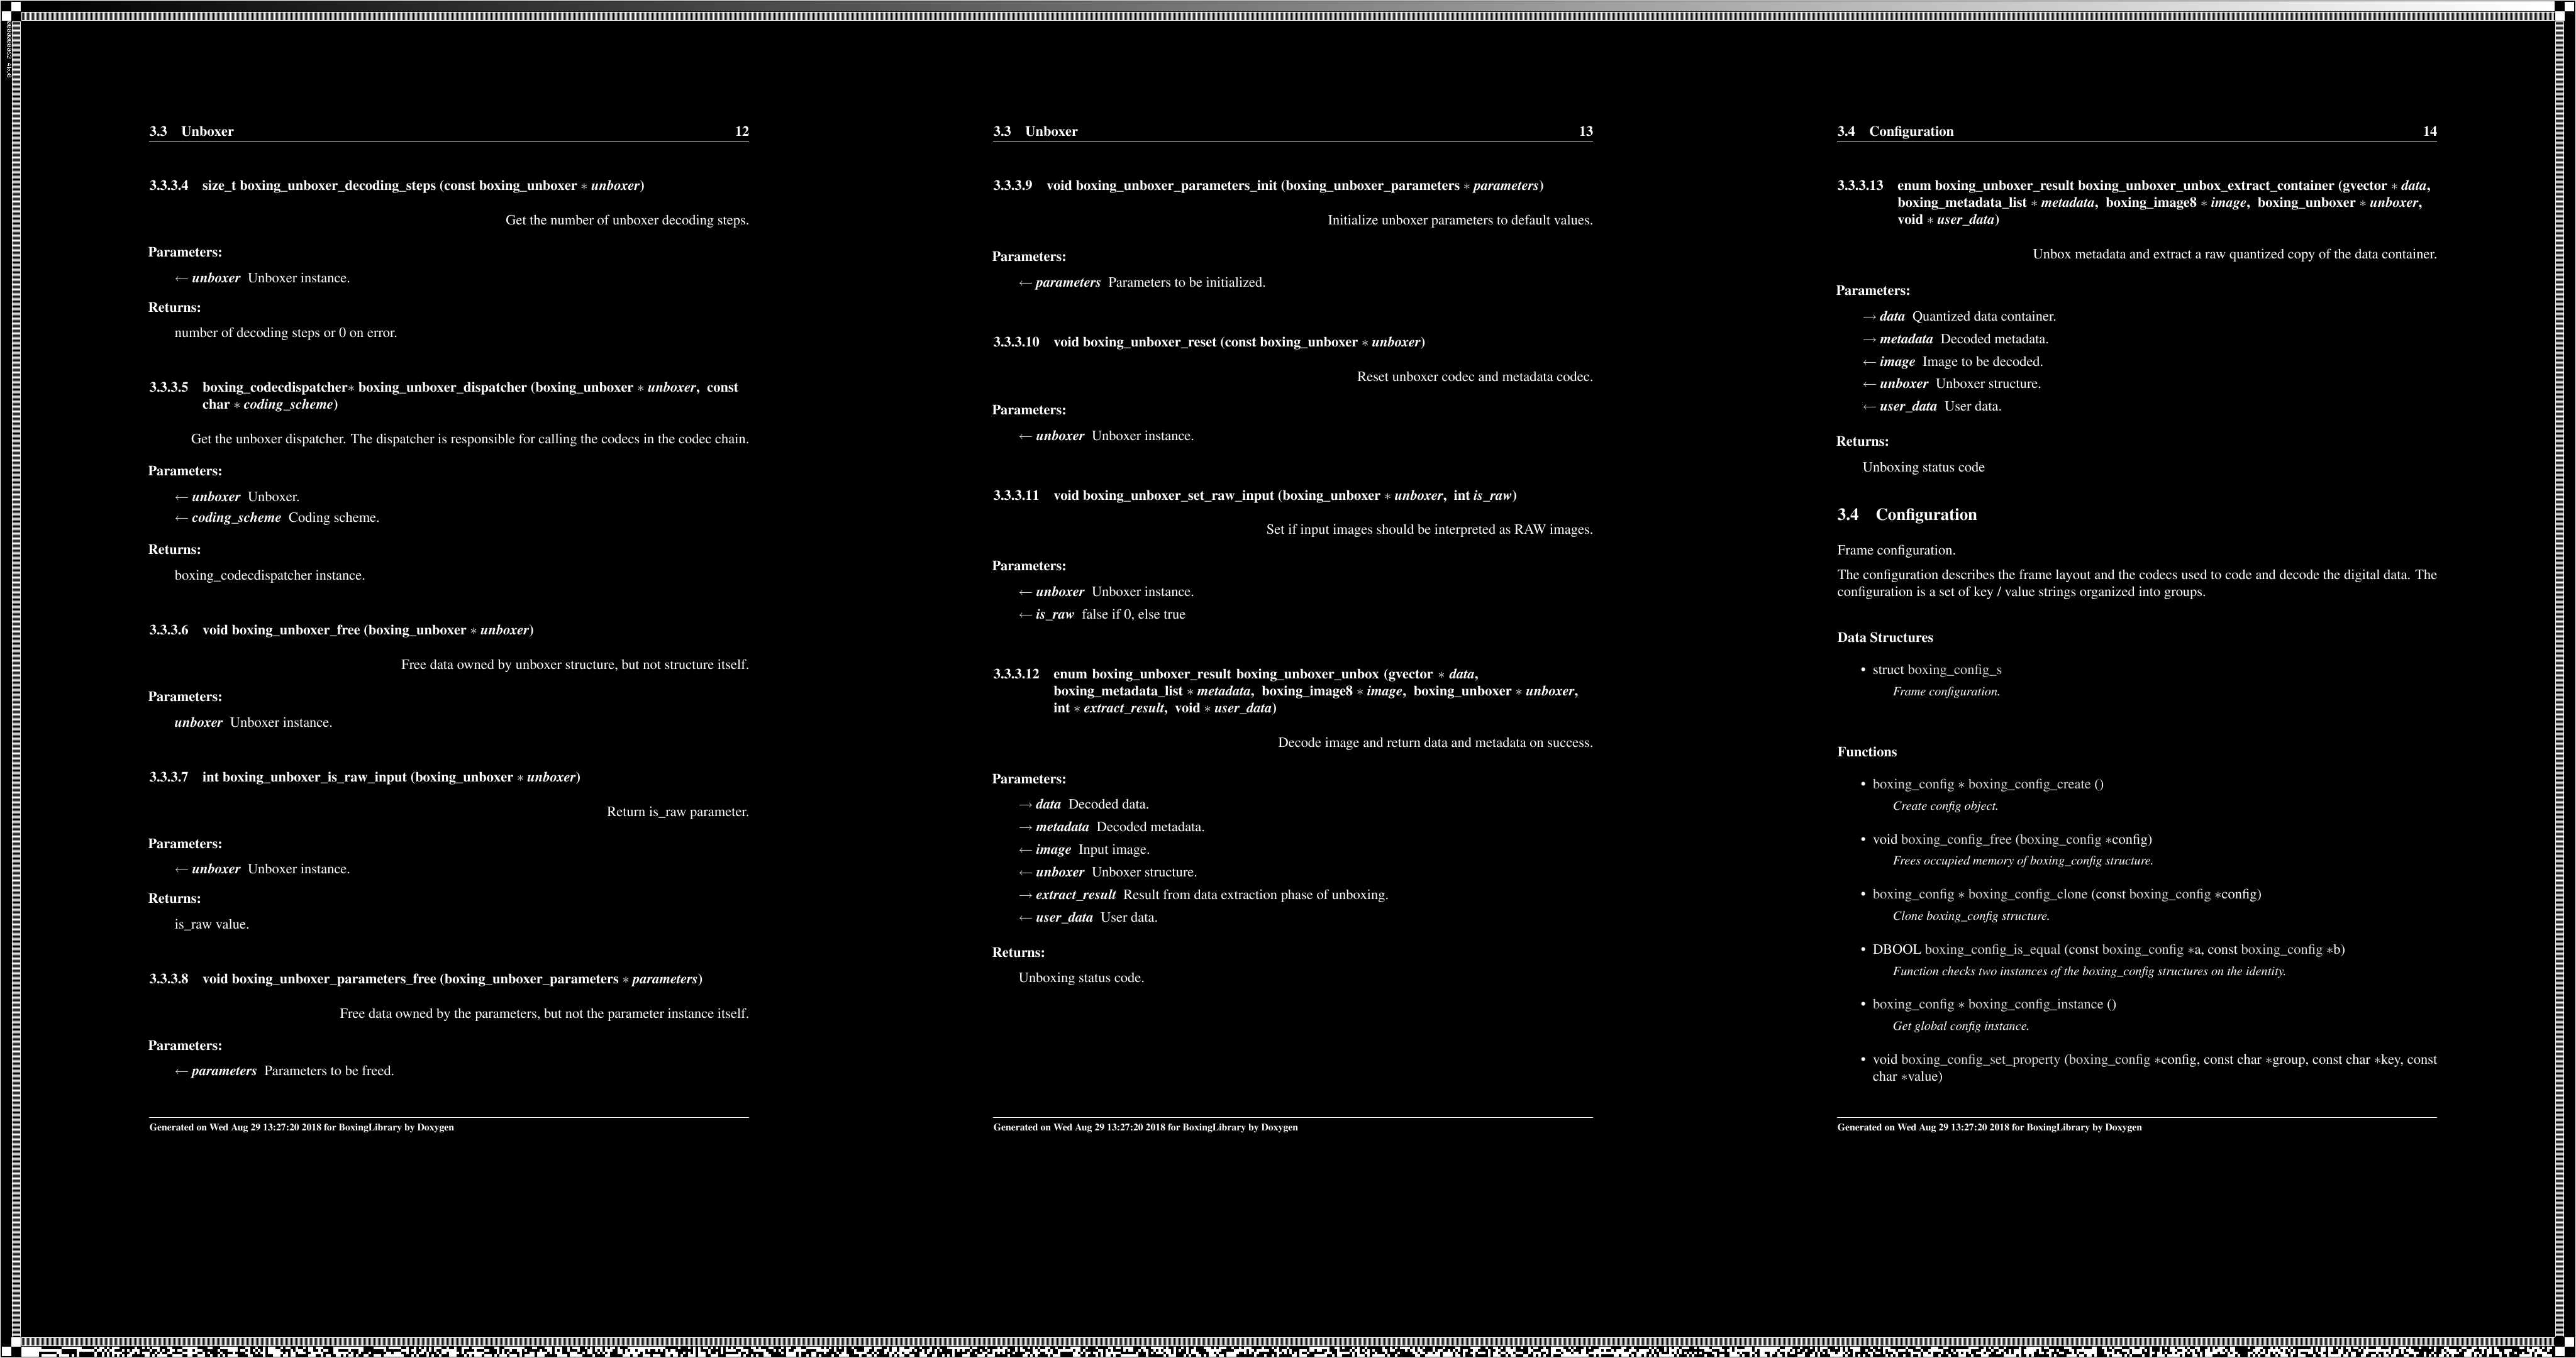 3.3 Unboxer 12
3.3.3.4 size_t boxing_unboxer_decoding_steps (const boxing_unboxer ∗ unboxer)
Get the number of unboxer decoding steps.
Parameters:
← unboxer Unboxer instance.
Returns:
number of decoding steps or 0 on error.
3.3.3.5 boxing_codecdispatcher∗ boxing_unboxer_dispatcher (boxing_unboxer ∗ unboxer, const
char ∗ coding_scheme)
Get the unboxer dispatcher. The dispatcher is responsible for calling the codecs in the codec chain.
Parameters:
← unboxer Unboxer.
← coding_scheme Coding scheme.
Returns:
boxing_codecdispatcher instance.
3.3.3.6 void boxing_unboxer_free (boxing_unboxer ∗ unboxer)
Free data owned by unboxer structure, but not structure itself.
Parameters:
unboxer Unboxer instance.
3.3.3.7 int boxing_unboxer_is_raw_input (boxing_unboxer ∗ unboxer)
Return is_raw parameter.
Parameters:
← unboxer Unboxer instance.
Returns:
is_raw value.
3.3.3.8 void boxing_unboxer_parameters_free (boxing_unboxer_parameters ∗ parameters)
Free data owned by the parameters, but not the parameter instance itself.
Parameters:
← parameters Parameters to be freed.
Generated on Wed Aug 29 13:27:20 2018 for BoxingLibrary by Doxygen
3.3 Unboxer 13
3.3.3.9 void boxing_unboxer_parameters_init (boxing_unboxer_parameters ∗ parameters)
Initialize unboxer parameters to default values.
Parameters:
← parameters Parameters to be initialized.
3.3.3.10 void boxing_unboxer_reset (const boxing_unboxer ∗ unboxer)
Reset unboxer codec and metadata codec.
Parameters:
← unboxer Unboxer instance.
3.3.3.11 void boxing_unboxer_set_raw_input (boxing_unboxer ∗ unboxer, int is_raw)
Set if input images should be interpreted as RAW images.
Parameters:
← unboxer Unboxer instance.
← is_raw false if 0, else true
3.3.3.12 enum boxing_unboxer_result boxing_unboxer_unbox (gvector ∗ data,
boxing_metadata_list ∗ metadata, boxing_image8 ∗ image, boxing_unboxer ∗ unboxer,
int ∗ extract_result, void ∗ user_data)
Decode image and return data and metadata on success.
Parameters:
→ data Decoded data.
→ metadata Decoded metadata.
← image Input image.
← unboxer Unboxer structure.
→ extract_result Result from data extraction phase of unboxing.
← user_data User data.
Returns:
Unboxing status code.
Generated on Wed Aug 29 13:27:20 2018 for BoxingLibrary by Doxygen
3.4 Configuration 14
3.3.3.13 enum boxing_unboxer_result boxing_unboxer_unbox_extract_container (gvector ∗ data,
boxing_metadata_list ∗ metadata, boxing_image8 ∗ image, boxing_unboxer ∗ unboxer,
void ∗ user_data)
Unbox metadata and extract a raw quantized copy of the data container.
Parameters:
→ data Quantized data container.
→ metadata Decoded metadata.
← image Image to be decoded.
← unboxer Unboxer structure.
← user_data User data.
Returns:
Unboxing status code
3.4 Configuration
Frame configuration.
The configuration describes the frame layout and the codecs used to code and decode the digital data. The
configuration is a set of key / value strings organized into groups.
Data Structures
• struct boxing_config_s
Frame configuration.
Functions
• boxing_config ∗ boxing_config_create ()
Create config object.
• void boxing_config_free (boxing_config ∗config)
Frees occupied memory of boxing_config structure.
• boxing_config ∗ boxing_config_clone (const boxing_config ∗config)
Clone boxing_config structure.
• DBOOL boxing_config_is_equal (const boxing_config ∗a, const boxing_config ∗b)
Function checks two instances of the boxing_config structures on the identity.
• boxing_config ∗ boxing_config_instance ()
Get global config instance.
• void boxing_config_set_property (boxing_config ∗config, const char ∗group, const char ∗key, const
char ∗value)
Generated on Wed Aug 29 13:27:20 2018 for BoxingLibrary by Doxygen